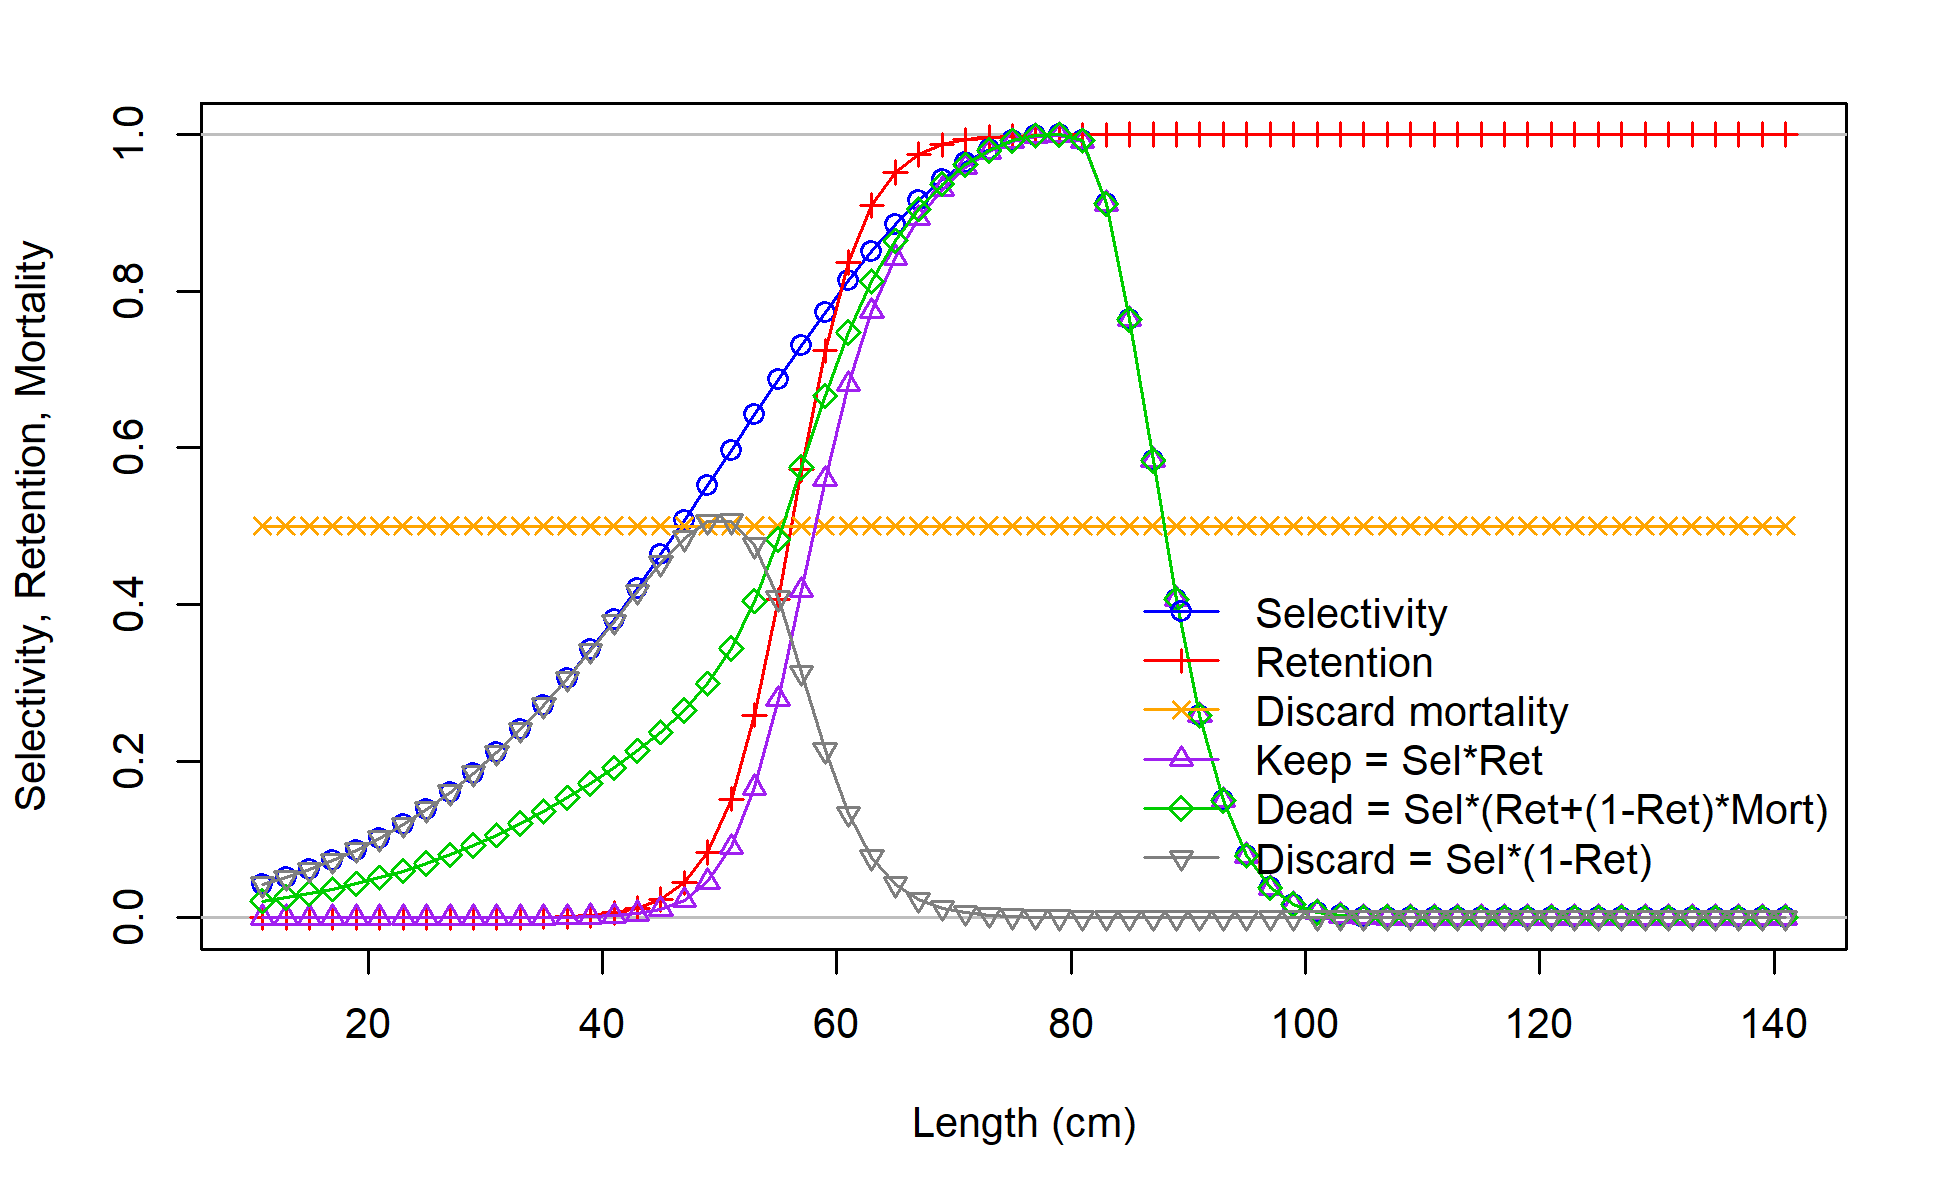 Selectivity, Retention, Mortality
1.0
0.8
0.6
0.4
0.2
0.0
Selectivity
Retention
Discard mortality
Keep = Sel*Ret
Dead = Sel*(Ret+(1-Ret)*Mort)
Discard = Sel*(1-Ret)
20 40 60 80 100 120 140
Length (cm)